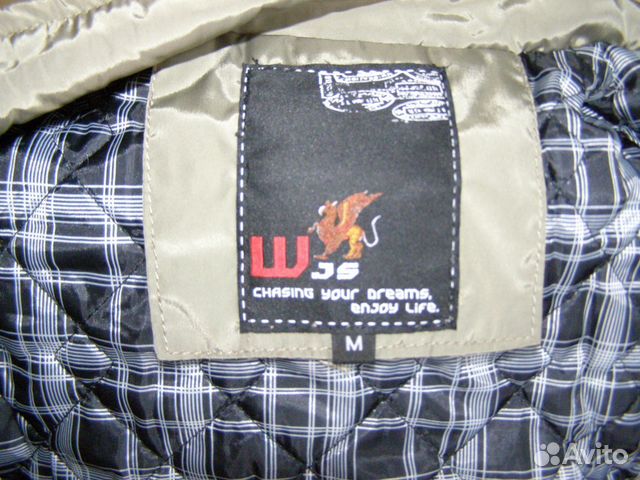 WJS
CHASING YOUR DREAMS,
ENJOY LIFE.
M
Avito